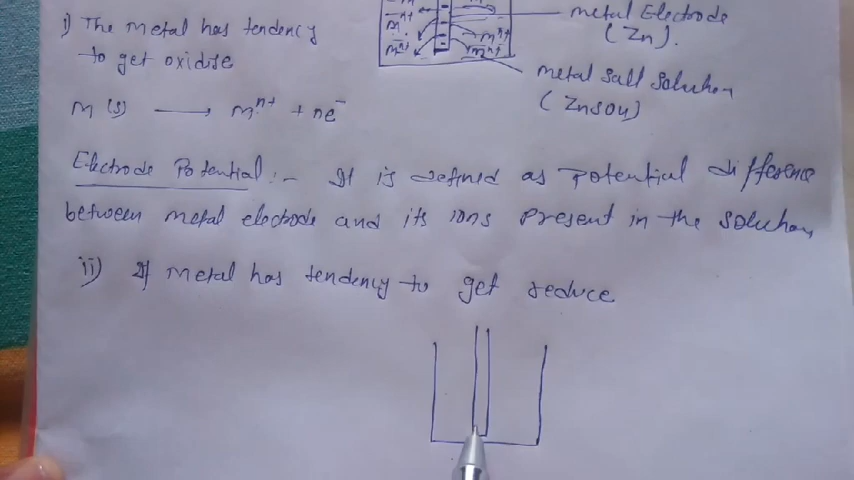 i) The metal has tendency
to get oxidise
M (s) → M^n+ + ne^-
metal Electrode
(Zn).
M^n+
M^n+
M^n+
M^n+
metal salt solution
(ZnSO4)
Electrode Potential :- It is defined as potential difference
between metal electrode and its ions present in the solution
ii) If metal has tendency to get reduce